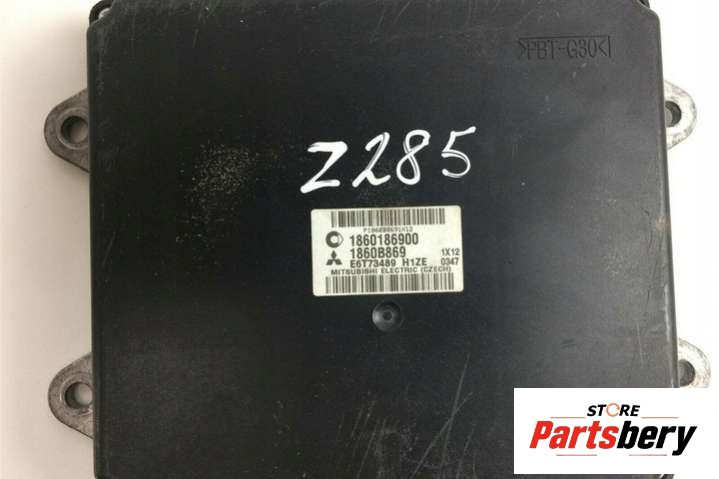 >PBT-G30<
Z285
1860186900
1860B869 1X12
E6T73489 H1ZE 0347
MITSUBISHI ELECTRIC (CZECH)
STORE
Partsbery